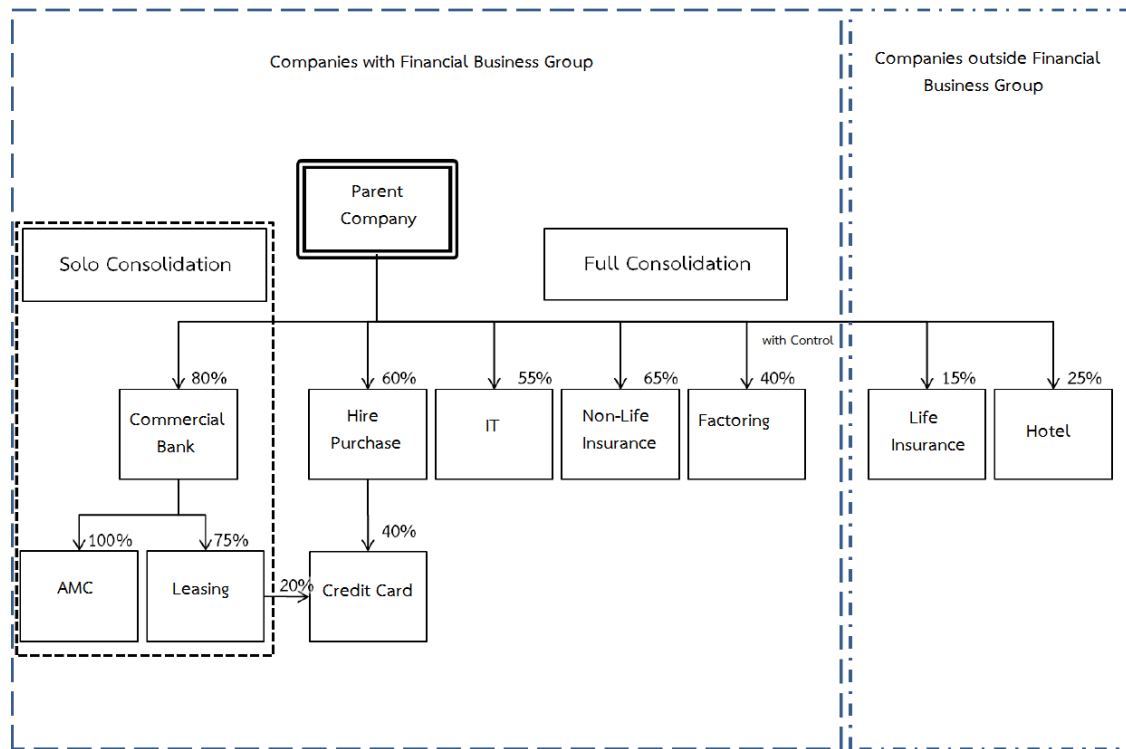 Companies with Financial Business Group
Companies outside Financial
Business Group
Parent
Company
Solo Consolidation
Full Consolidation
with Control
80%
60%
55%
65%
40%
15%
25%
Commercial
Bank
Hire
Purchase
IT
Non-Life
Insurance
Factoring
Life
Insurance
Hotel
100%
75%
40%
AMC
Leasing
20%
Credit Card